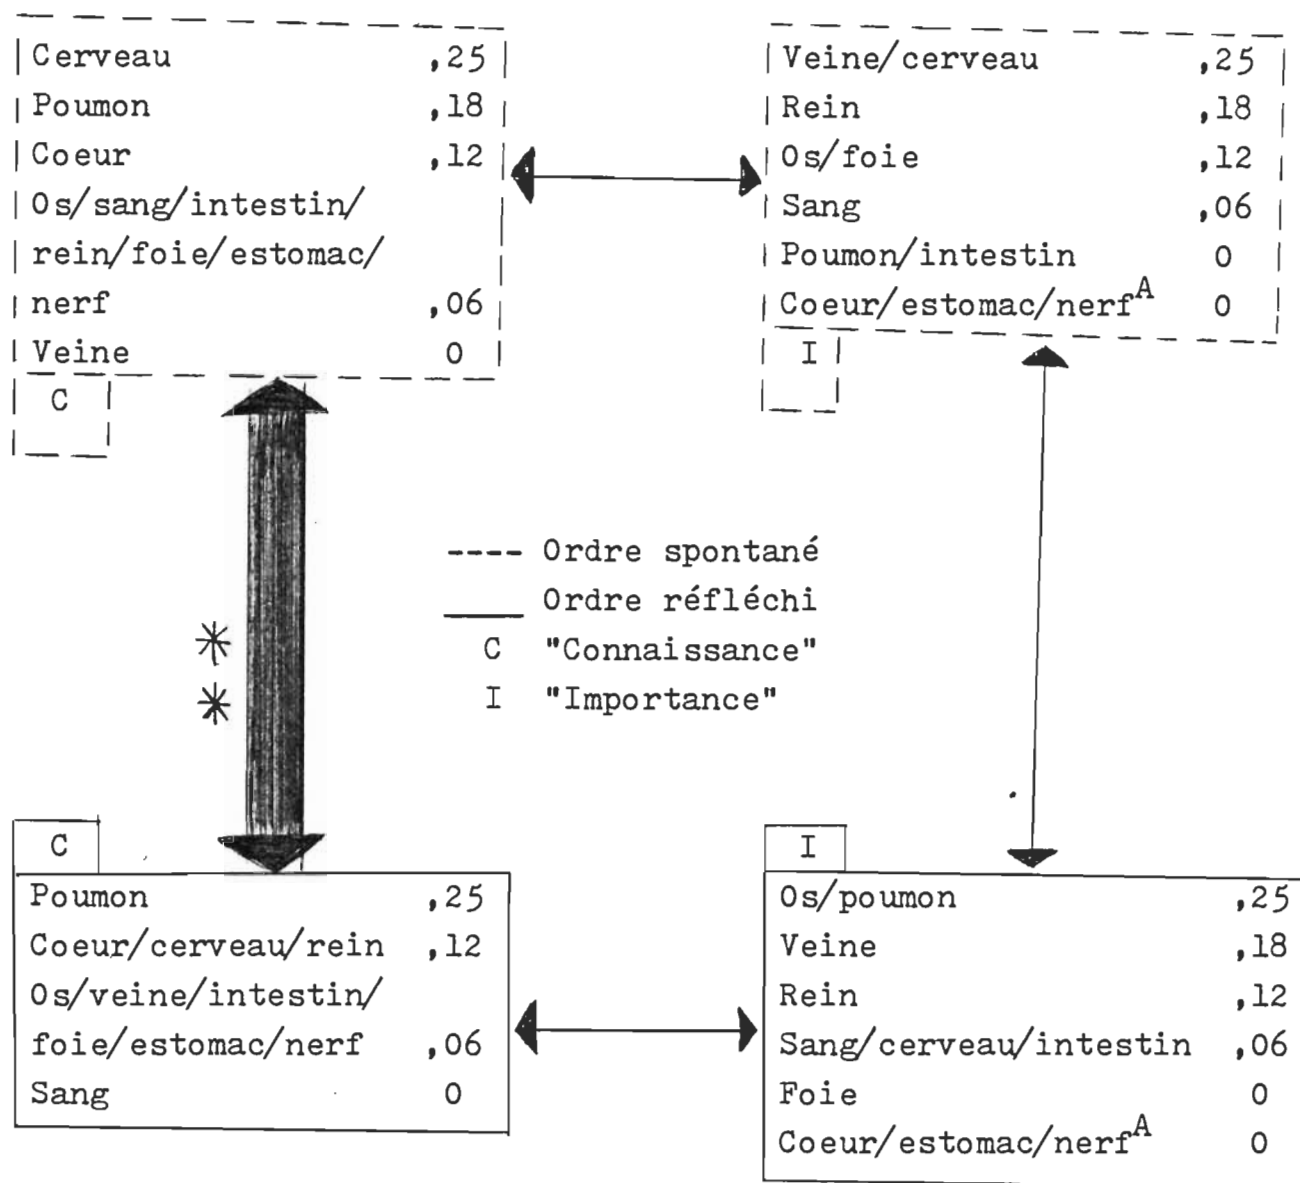 Cerveau ,25
Poumon ,18
Coeur ,12
Os/sang/intestin/
rein/foie/estomac/
nerf ,06
Veine 0
C
Veine/cerveau ,25
Rein ,18
Os/foie ,12
Sang ,06
Poumon/intestin 0
Coeur/estomac/nerf^A 0
I
---- Ordre spontané
____ Ordre réfléchi
C "Connaissance"
I "Importance"
*
*
C
Poumon ,25
Coeur/cerveau/rein ,12
Os/veine/intestin/
foie/estomac/nerf ,06
Sang 0
I
Os/poumon ,25
Veine ,18
Rein ,12
Sang/cerveau/intestin ,06
Foie 0
Coeur/estomac/nerf^A 0